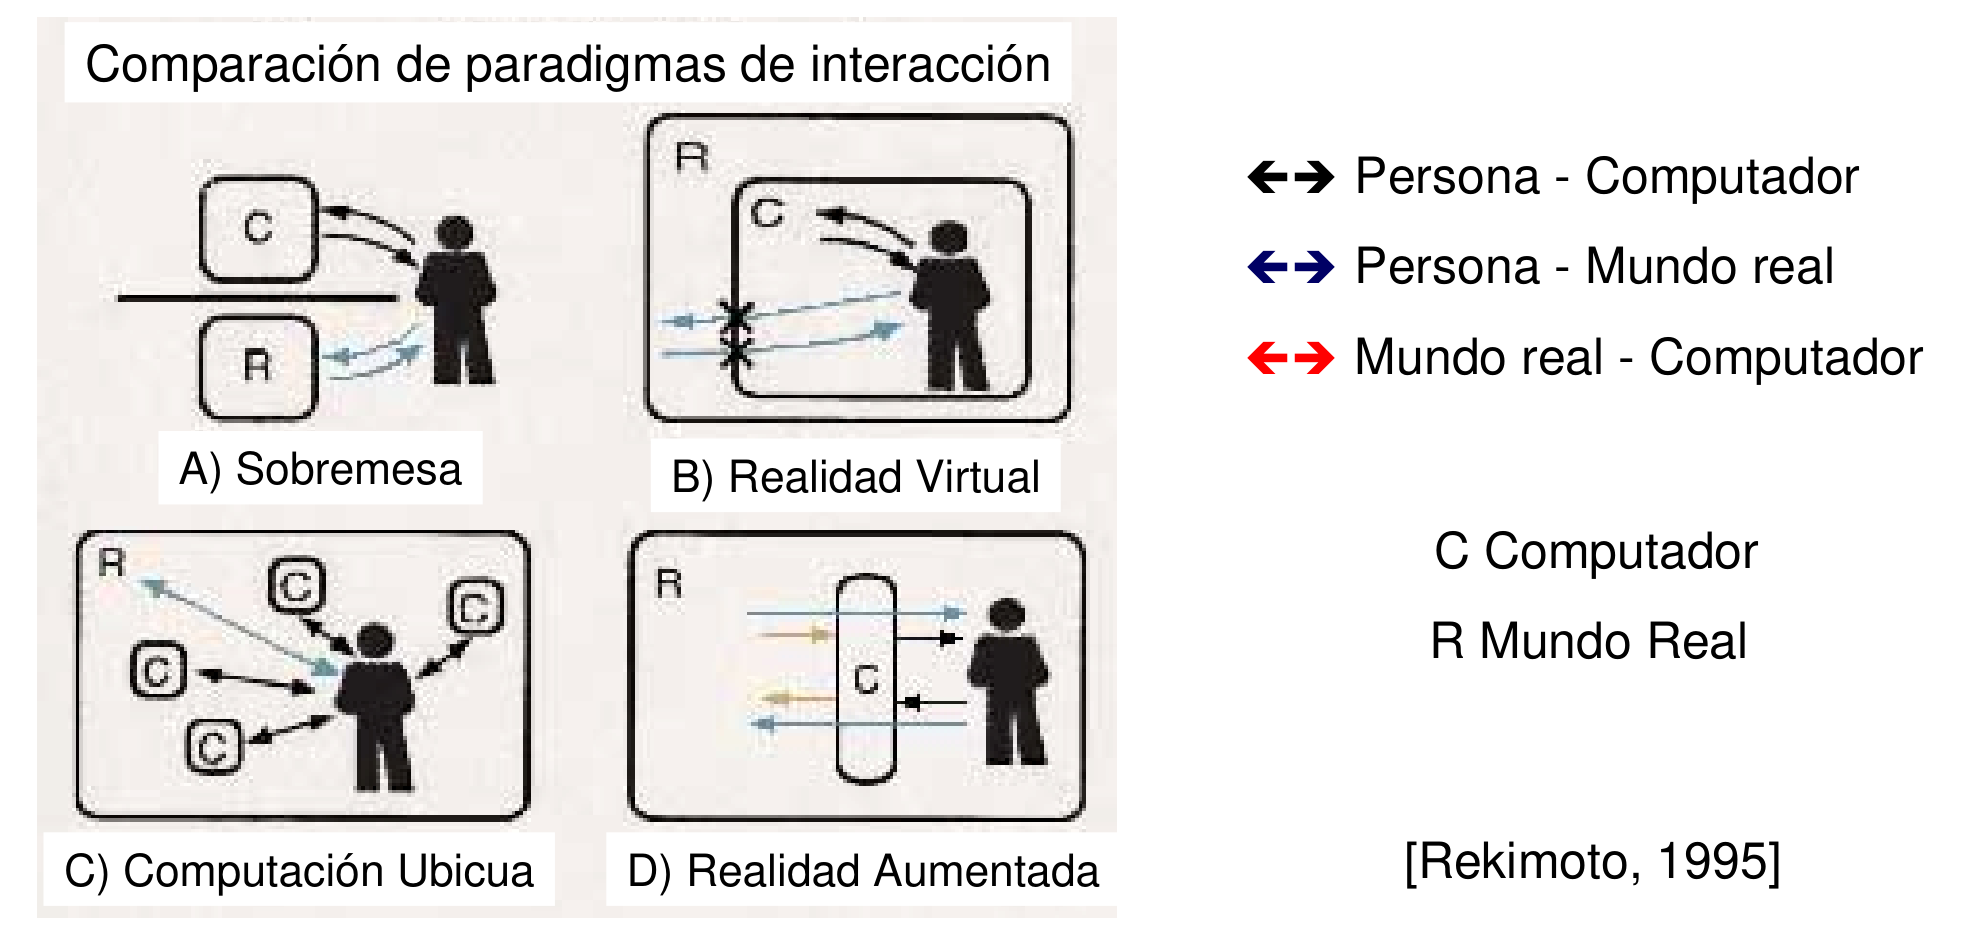 Comparación de paradigmas de interacción
C
R
A) Sobremesa
R
C
B) Realidad Virtual
R
C
C
C
C
C) Computación Ubicua
R
C
D) Realidad Aumentada
Persona - Computador
Persona - Mundo real
Mundo real - Computador
C Computador
R Mundo Real
[Rekimoto, 1995]